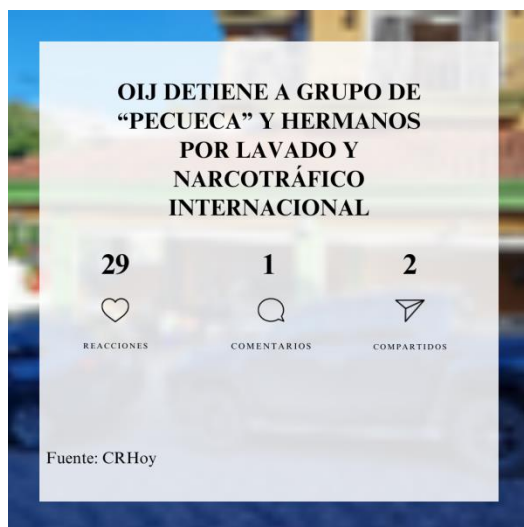 OIJ DETIENE A GRUPO DE
“PECUECA” Y HERMANOS
POR LAVADO Y
NARCOTRÁFICO
INTERNACIONAL
29 1 2
REACCIONES COMENTARIOS COMPARTIDOS
Fuente: CRHoy